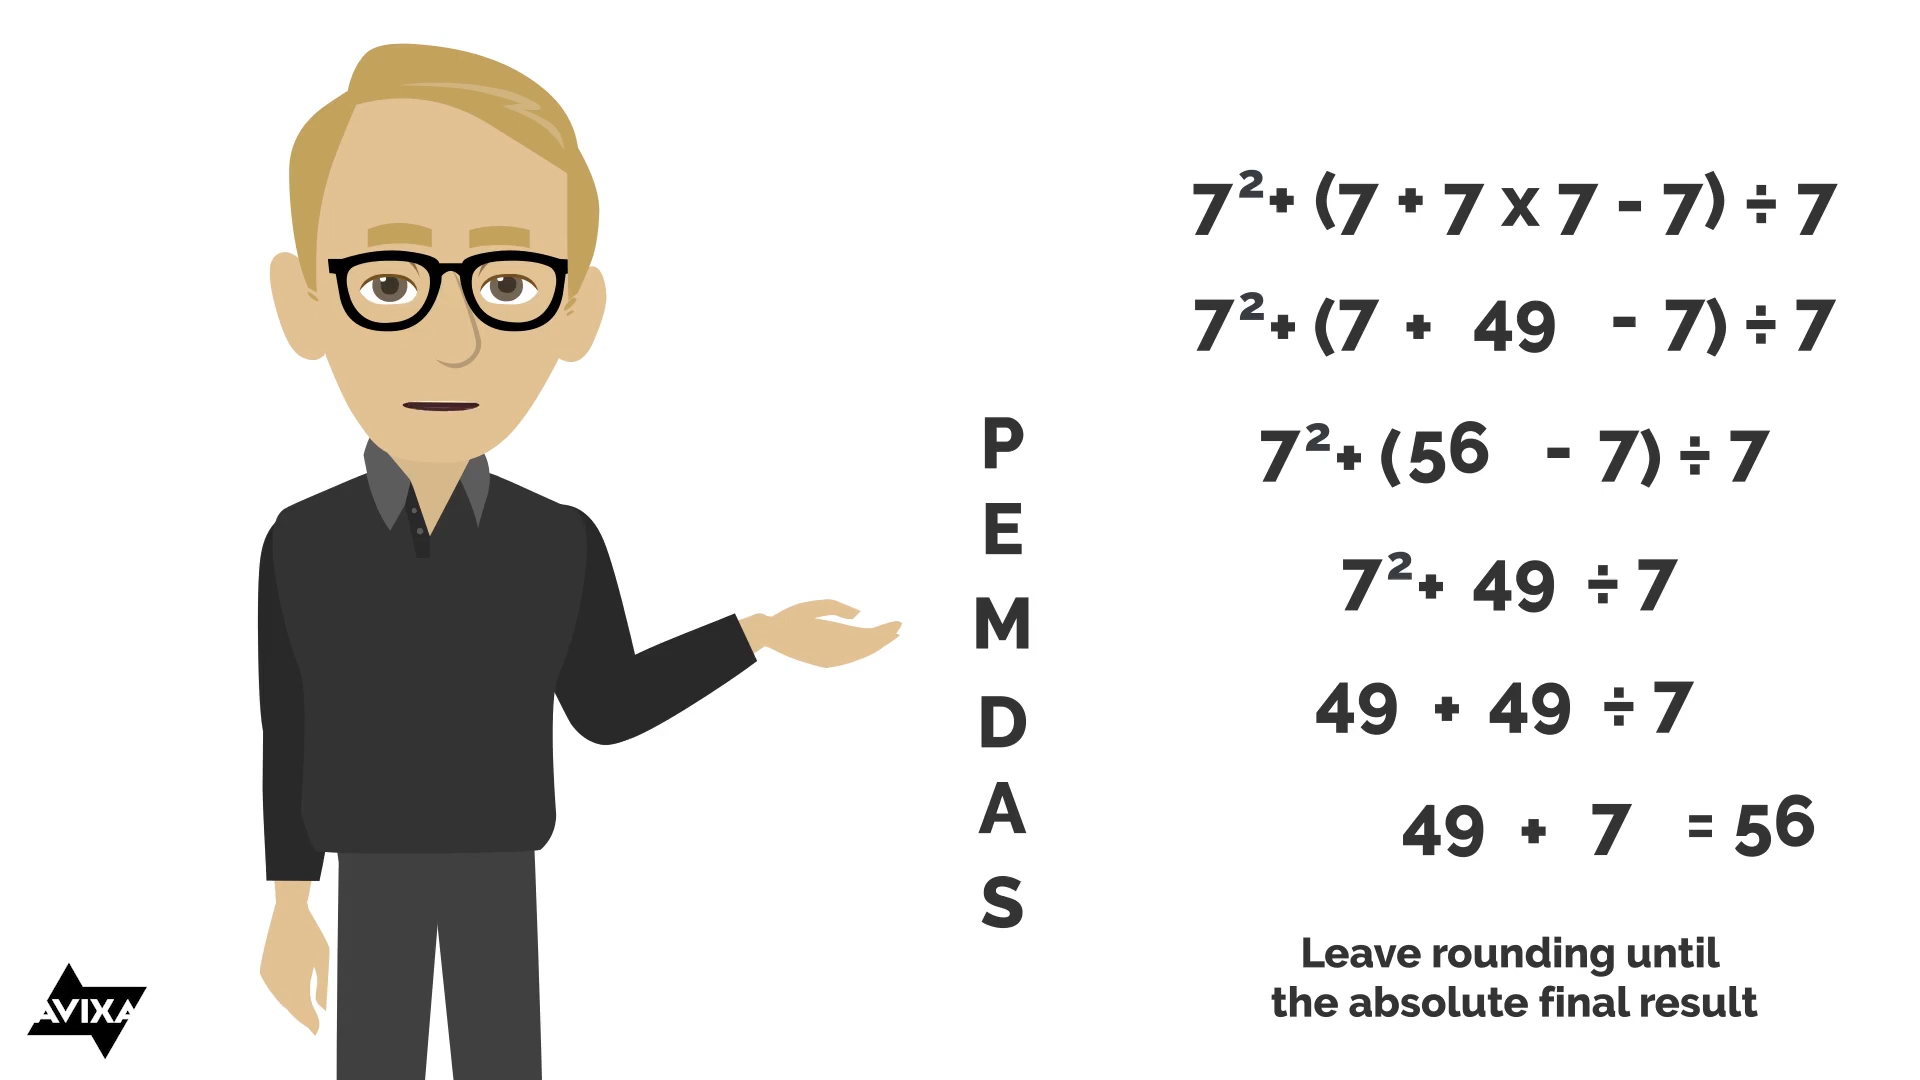 7²+ (7 + 7 x 7 - 7) ÷ 7
7²+ (7 + 49 - 7) ÷ 7
7²+ (56 - 7) ÷ 7
7²+ 49 ÷ 7
49 + 49 ÷ 7
49 + 7 = 56
P
E
M
D
A
S
Leave rounding until
the absolute final result
AVIXA